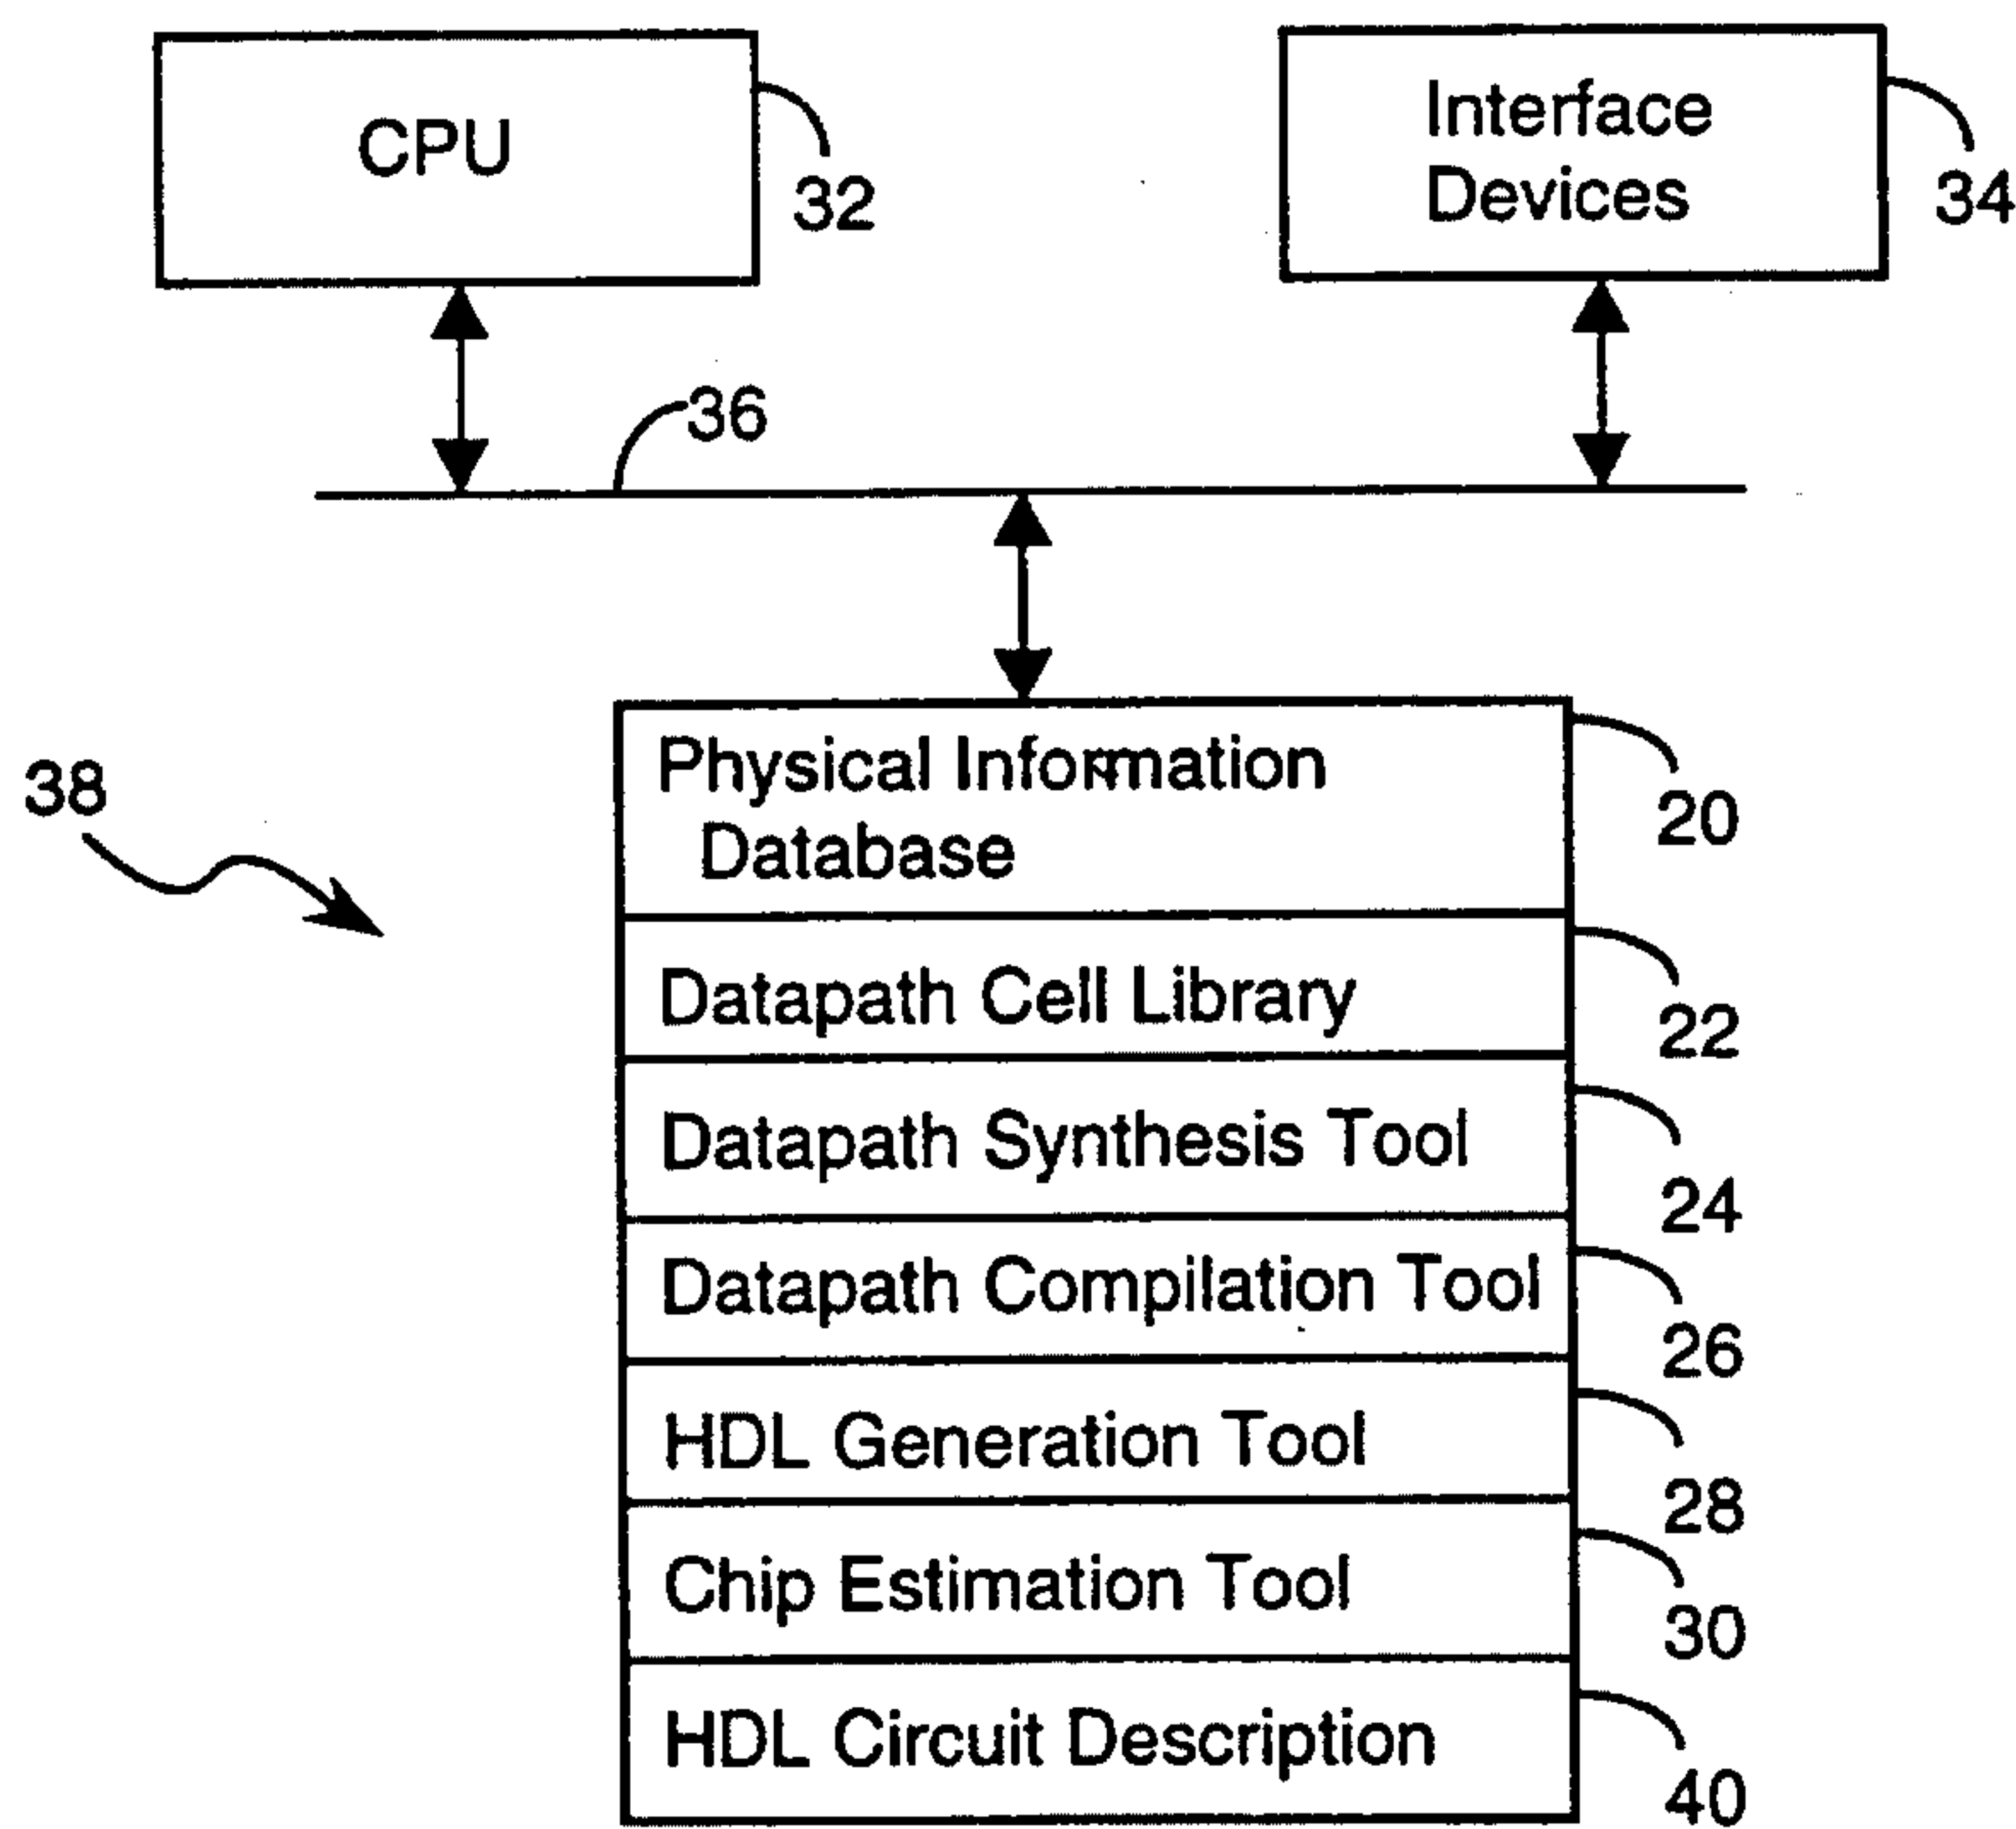 CPU
32
Interface
Devices
34
36
38
Physical Information
Database
20
Datapath Cell Library
22
Datapath Synthesis Tool
24
Datapath Compilation Tool
26
HDL Generation Tool
28
Chip Estimation Tool
30
HDL Circuit Description
40